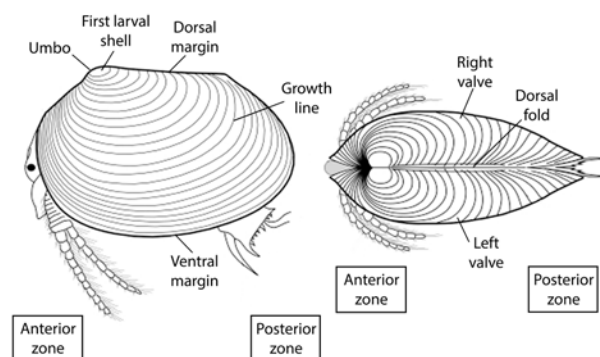 First larval
shell
Umbo
Dorsal
margin
Growth
line
Ventral
margin
Anterior
zone
Posterior
zone
Right
valve
Dorsal
fold
Left
valve
Anterior
zone
Posterior
zone